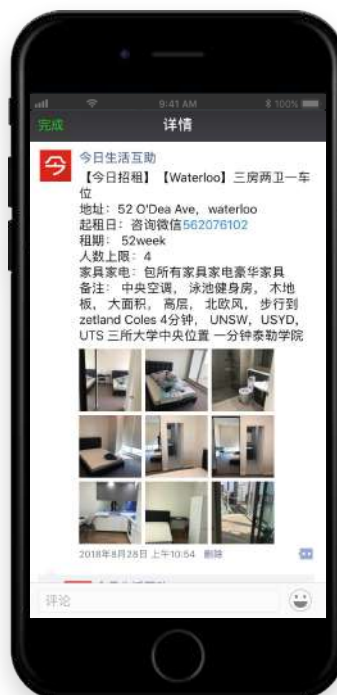 9:41 AM
100%
完成
详情
今
今日生活互助
【今日招租】【Waterloo】三房两卫一车
位
地址：52 O'Dea Ave，waterloo
起租日：咨询微信562076102
租期：52week
人数上限：4
家具家电：包所有家具家电豪华家具
备注：中央空调，泳池健身房，木地
板，大面积，高层，北欧风，步行到
zetland Coles 4分钟，UNSW，USYD，
UTS 三所大学中央位置 一分钟泰勒学院
2018年8月28日 上午10:54 删除
评论